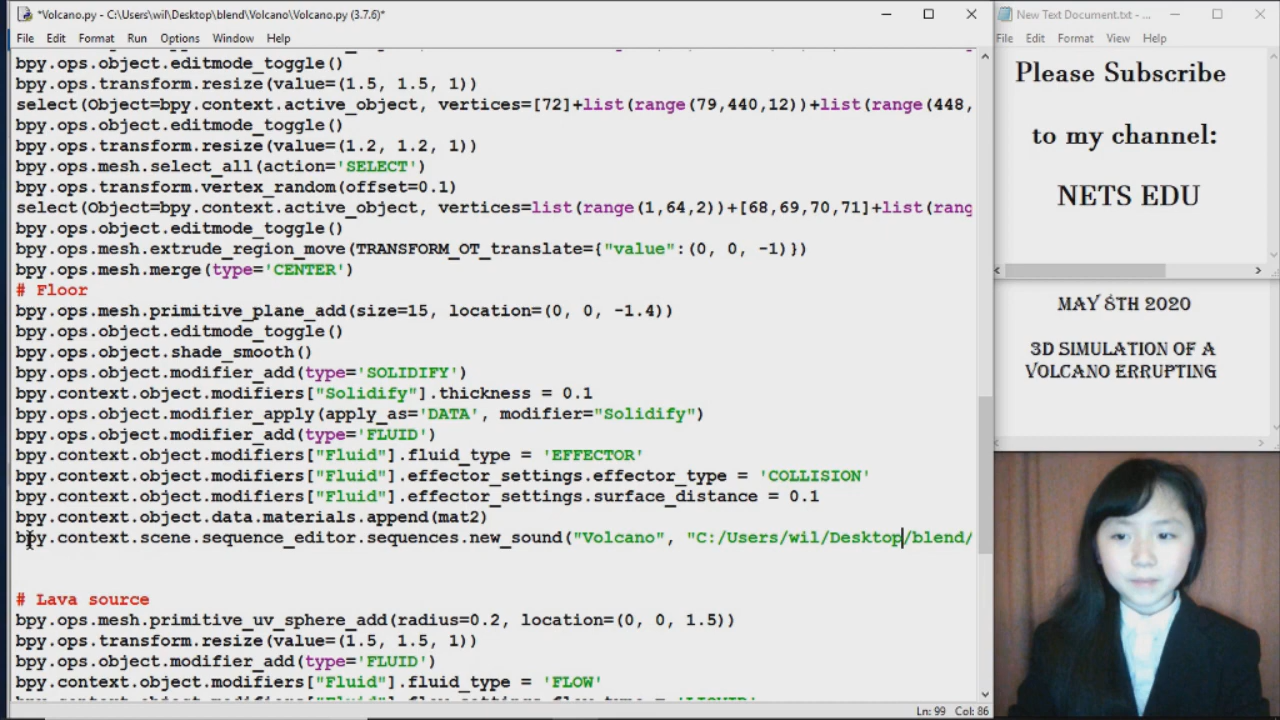 *Volcano.py - C:\Users\wil\Desktop\blend\Volcano\Volcano.py (3.7.6)*
File Edit Format Run Options Window Help
bpy.ops.object.editmode_toggle()
bpy.ops.transform.resize(value=(1.5, 1.5, 1))
select(Object=bpy.context.active_object, vertices=[72]+list(range(79,440,12))+list(range(448,
bpy.ops.object.editmode_toggle()
bpy.ops.transform.resize(value=(1.2, 1.2, 1))
bpy.ops.mesh.select_all(action='SELECT')
bpy.ops.transform.vertex_random(offset=0.1)
select(Object=bpy.context.active_object, vertices=list(range(1,64,2))+[68,69,70,71]+list(rang
bpy.ops.object.editmode_toggle()
bpy.ops.mesh.extrude_region_move(TRANSFORM_OT_translate={"value":(0, 0, -1)})
bpy.ops.mesh.merge(type='CENTER')
# Floor
bpy.ops.mesh.primitive_plane_add(size=15, location=(0, 0, -1.4))
bpy.ops.object.editmode_toggle()
bpy.ops.object.shade_smooth()
bpy.ops.object.modifier_add(type='SOLIDIFY')
bpy.context.object.modifiers["Solidify"].thickness = 0.1
bpy.ops.object.modifier_apply(apply_as='DATA', modifier="Solidify")
bpy.ops.object.modifier_add(type='FLUID')
bpy.context.object.modifiers["Fluid"].fluid_type = 'EFFECTOR'
bpy.context.object.modifiers["Fluid"].effector_settings.effector_type = 'COLLISION'
bpy.context.object.modifiers["Fluid"].effector_settings.surface_distance = 0.1
bpy.context.object.data.materials.append(mat2)
bpy.context.scene.sequence_editor.sequences.new_sound("Volcano", "C:/Users/wil/Desktop/blend/
# Lava source
bpy.ops.mesh.primitive_uv_sphere_add(radius=0.2, location=(0, 0, 1.5))
bpy.ops.transform.resize(value=(1.5, 1.5, 1))
bpy.ops.object.modifier_add(type='FLUID')
bpy.context.object.modifiers["Fluid"].fluid_type = 'FLOW'
Ln: 99 Col: 86
New Text Document.txt - ...
File Edit Format View Help
Please Subscribe
to my channel:
NETS EDU
MAY 8TH 2020
3D SIMULATION OF A
VOLCANO ERRUPTING